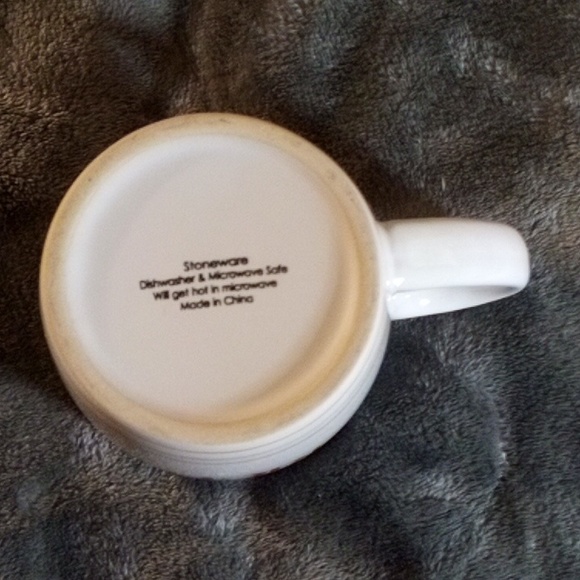 Stoneware
Dishwasher & Microwave Safe
Will get hot in microwave
Made in China